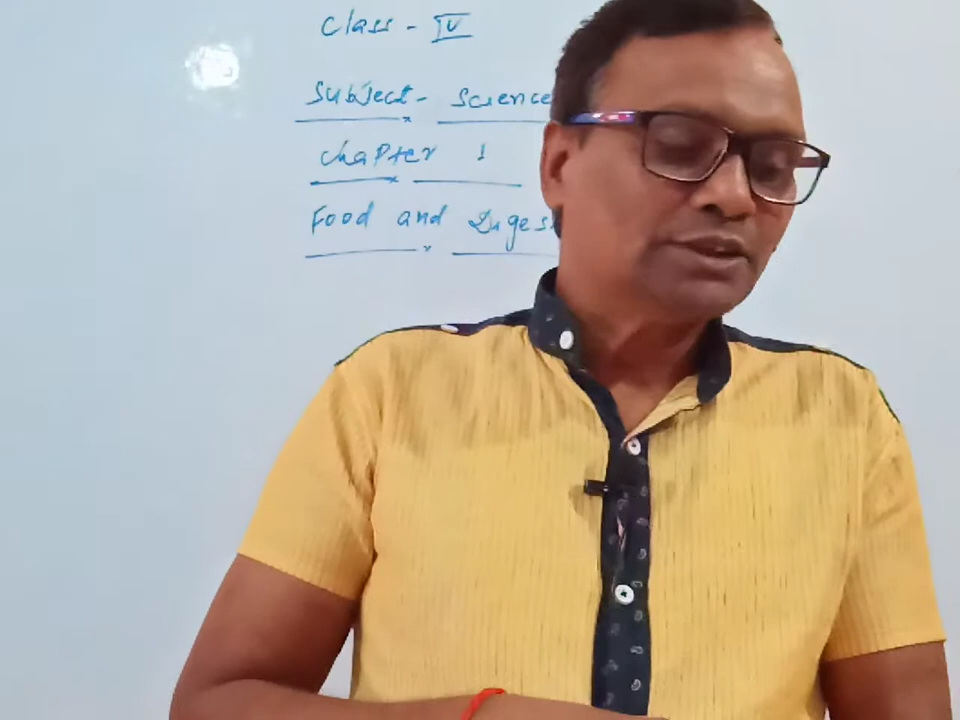 Class - IV
Subject - Science
Chapter 1
Food and